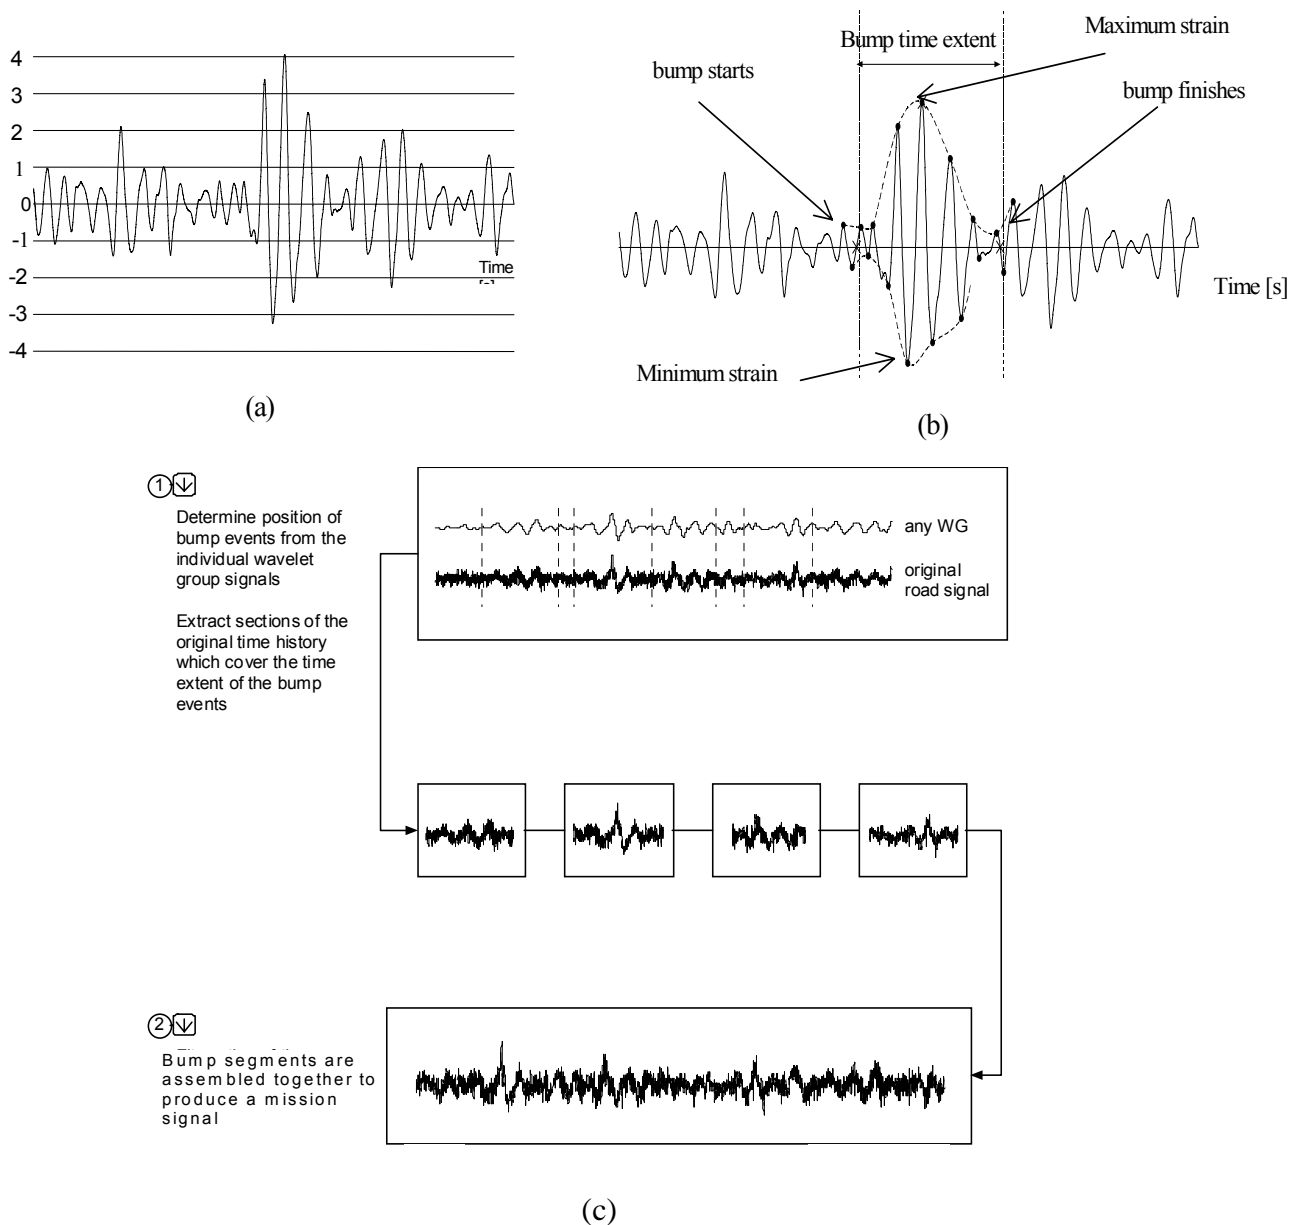 4
3
2
1
0
-1
-2
-3
-4
Time
(a)
Bump time extent
Maximum strain
bump starts
bump finishes
Time [s]
Minimum strain
(b)
1
Determine position of
bump events from the
individual wavelet
group signals
Extract sections of the
original time history
which cover the time
extent of the bump
events
any WG
original
road signal
2
Bump segments are
assembled together to
produce a mission
signal
(c)